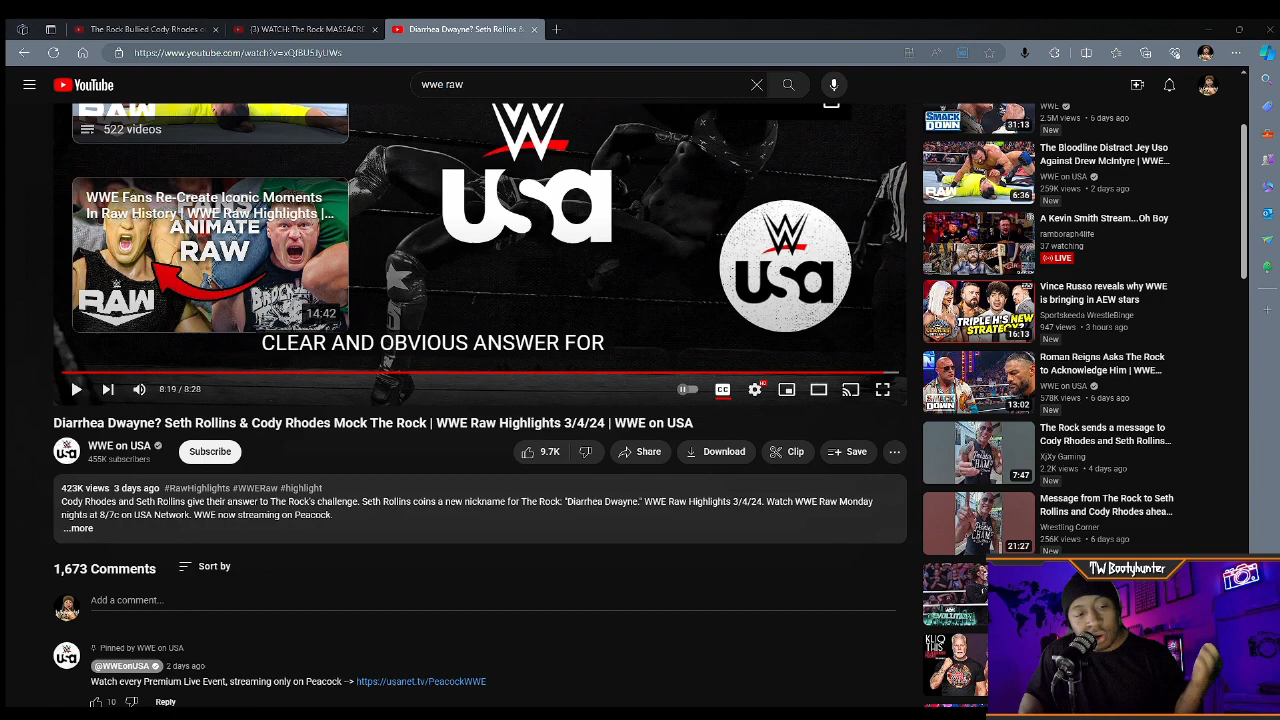 The Rock Bullied Cody Rhodes o
(3) WATCH: The Rock MASSACRE
Diarrhea Dwayne? Seth Rollins &
https://www.youtube.com/watch?v=xQfBU5JyUWs
YouTube
wwe raw
RAW
522 videos
WWE Fans Re-Create Iconic Moments
In Raw History | WWE Raw Highlights |...
ANIMATE
RAW
RAW
14:42
W
usa
W
usa
CLEAR AND OBVIOUS ANSWER FOR
8:19 / 8:28
CC
HD
Diarrhea Dwayne? Seth Rollins & Cody Rhodes Mock The Rock | WWE Raw Highlights 3/4/24 | WWE on USA
WWE on USA
455K subscribers
Subscribe
9.7K
Share
Download
Clip
Save
423K views 3 days ago #RawHighlights #WWERaw #highlight
Cody Rhodes and Seth Rollins give their answer to The Rock's challenge. Seth Rollins coins a new nickname for The Rock: "Diarrhea Dwayne." WWE Raw Highlights 3/4/24. Watch WWE Raw Monday
nights at 8/7c on USA Network. WWE now streaming on Peacock.
...more
1,673 Comments
Sort by
Add a comment...
Pinned by WWE on USA
@WWEonUSA 2 days ago
Watch every Premium Live Event, streaming only on Peacock --> https://usanet.tv/PeacockWWE
10
Reply
SMACK
DOWN
31:13
WWE
2.5M views • 6 days ago
New
RAW
6:36
The Bloodline Distract Jey Uso
Against Drew McIntyre | WWE...
WWE on USA
259K views • 2 days ago
New
A Kevin Smith Stream...Oh Boy
ramboraph4life
37 watching
LIVE
TRIPLE H'S NEW
STRATEGY?
16:13
Vince Russo reveals why WWE
is bringing in AEW stars
Sportskeeda WrestleBinge
947 views • 3 hours ago
New
SMACK
DOWN
13:02
Roman Reigns Asks The Rock
to Acknowledge Him | WWE...
WWE on USA
578K views • 6 days ago
New
7:47
The Rock sends a message to
Cody Rhodes and Seth Rollins...
XjXy Gaming
2.2K views • 4 days ago
New
21:27
Message from The Rock to Seth
Rollins and Cody Rhodes ahea...
Wrestling Corner
256K views • 6 days ago
New
KLIQ
THIS
TW Bootyhunter